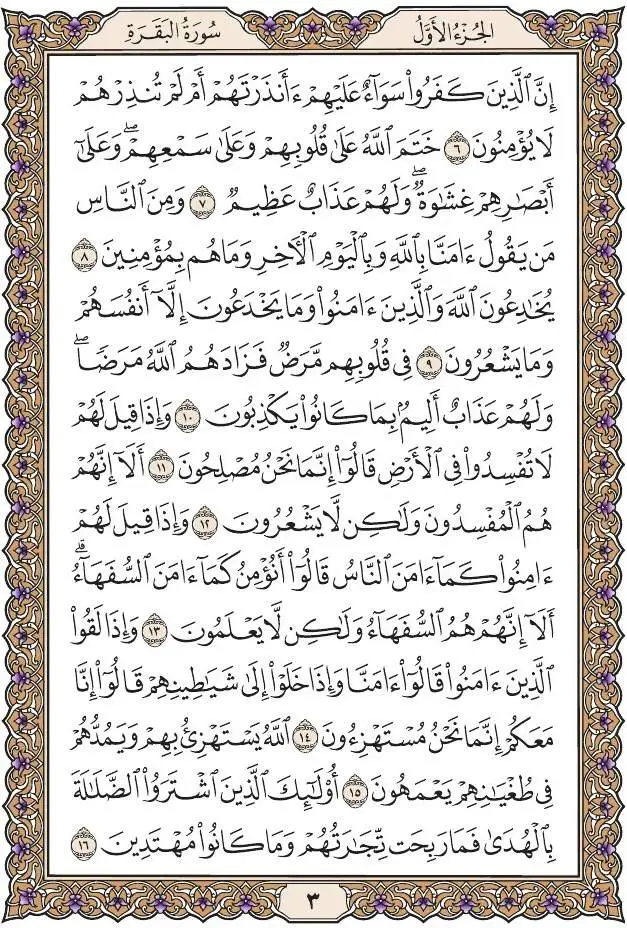 الجزء الأول
سورة البقرة
إِنَّ ٱلَّذِينَ كَفَرُوا۟ سَوَآءٌ عَلَيْهِمْ ءَأَنذَرْتَهُمْ أَمْ لَمْ تُنذِرْهُمْ
لَا يُؤْمِنُونَ ٦ خَتَمَ ٱللَّهُ عَلَىٰ قُلُوبِهِمْ وَعَلَىٰ سَمْعِهِمْ ۖ وَعَلَىٰٓ
أَبْصَٰرِهِمْ غِشَٰوَةٌ ۖ وَلَهُمْ عَذَابٌ عَظِيمٌ ٧ وَمِنَ ٱلنَّاسِ
مَن يَقُولُ ءَامَنَّا بِٱللَّهِ وَبِٱلْيَوْمِ ٱلْءَاخِرِ وَمَا هُم بِمُؤْمِنِينَ ٨
يُخَٰدِعُونَ ٱللَّهَ وَٱلَّذِينَ ءَامَنُوا۟ وَمَا يَخْدَعُونَ إِلَّآ أَنفُسَهُمْ
وَمَا يَشْعُرُونَ ٩ فِى قُلُوبِهِم مَّرَضٌ فَزَادَهُمُ ٱللَّهُ مَرَضًا ۖ
وَلَهُمْ عَذَابٌ أَلِيمٌۢ بِمَا كَانُوا۟ يَكْذِبُونَ ١٠ وَإِذَا قِيلَ لَهُمْ
لَا تُفْسِدُوا۟ فِى ٱلْأَرْضِ قَالُوٓا۟ إِنَّمَا نَحْنُ مُصْلِحُونَ ١١ أَلَآ إِنَّهُمْ
هُمُ ٱلْمُفْسِدُونَ وَلَٰكِن لَّا يَشْعُرُونَ ١٢ وَإِذَا قِيلَ لَهُمْ
ءَامِنُوا۟ كَمَآ ءَامَنَ ٱلنَّاسُ قَالُوٓا۟ أَنُؤْمِنُ كَمَآ ءَامَنَ ٱلسُّفَهَآءُ ۗ
أَلَآ إِنَّهُمْ هُمُ ٱلسُّفَهَآءُ وَلَٰكِن لَّا يَعْلَمُونَ ١٣ وَإِذَا لَقُوا۟
ٱلَّذِينَ ءَامَنُوا۟ قَالُوٓا۟ ءَامَنَّا وَإِذَا خَلَوْا۟ إِلَىٰ شَيَٰطِينِهِمْ قَالُوٓا۟ إِنَّا
مَعَكُمْ إِنَّمَا نَحْنُ مُسْتَهْزِءُونَ ١٤ ٱللَّهُ يَسْتَهْزِئُ بِهِمْ وَيَمُدُّهُمْ
فِى طُغْيَٰنِهِمْ يَعْمَهُونَ ١٥ أُو۟لَٰٓئِكَ ٱلَّذِينَ ٱشْتَرَوُا۟ ٱلضَّلَٰلَةَ
بِٱلْهُدَىٰ فَمَا رَبِحَت تِّجَٰرَتُهُمْ وَمَا كَانُوا۟ مُهْتَدِينَ ١٦
٣